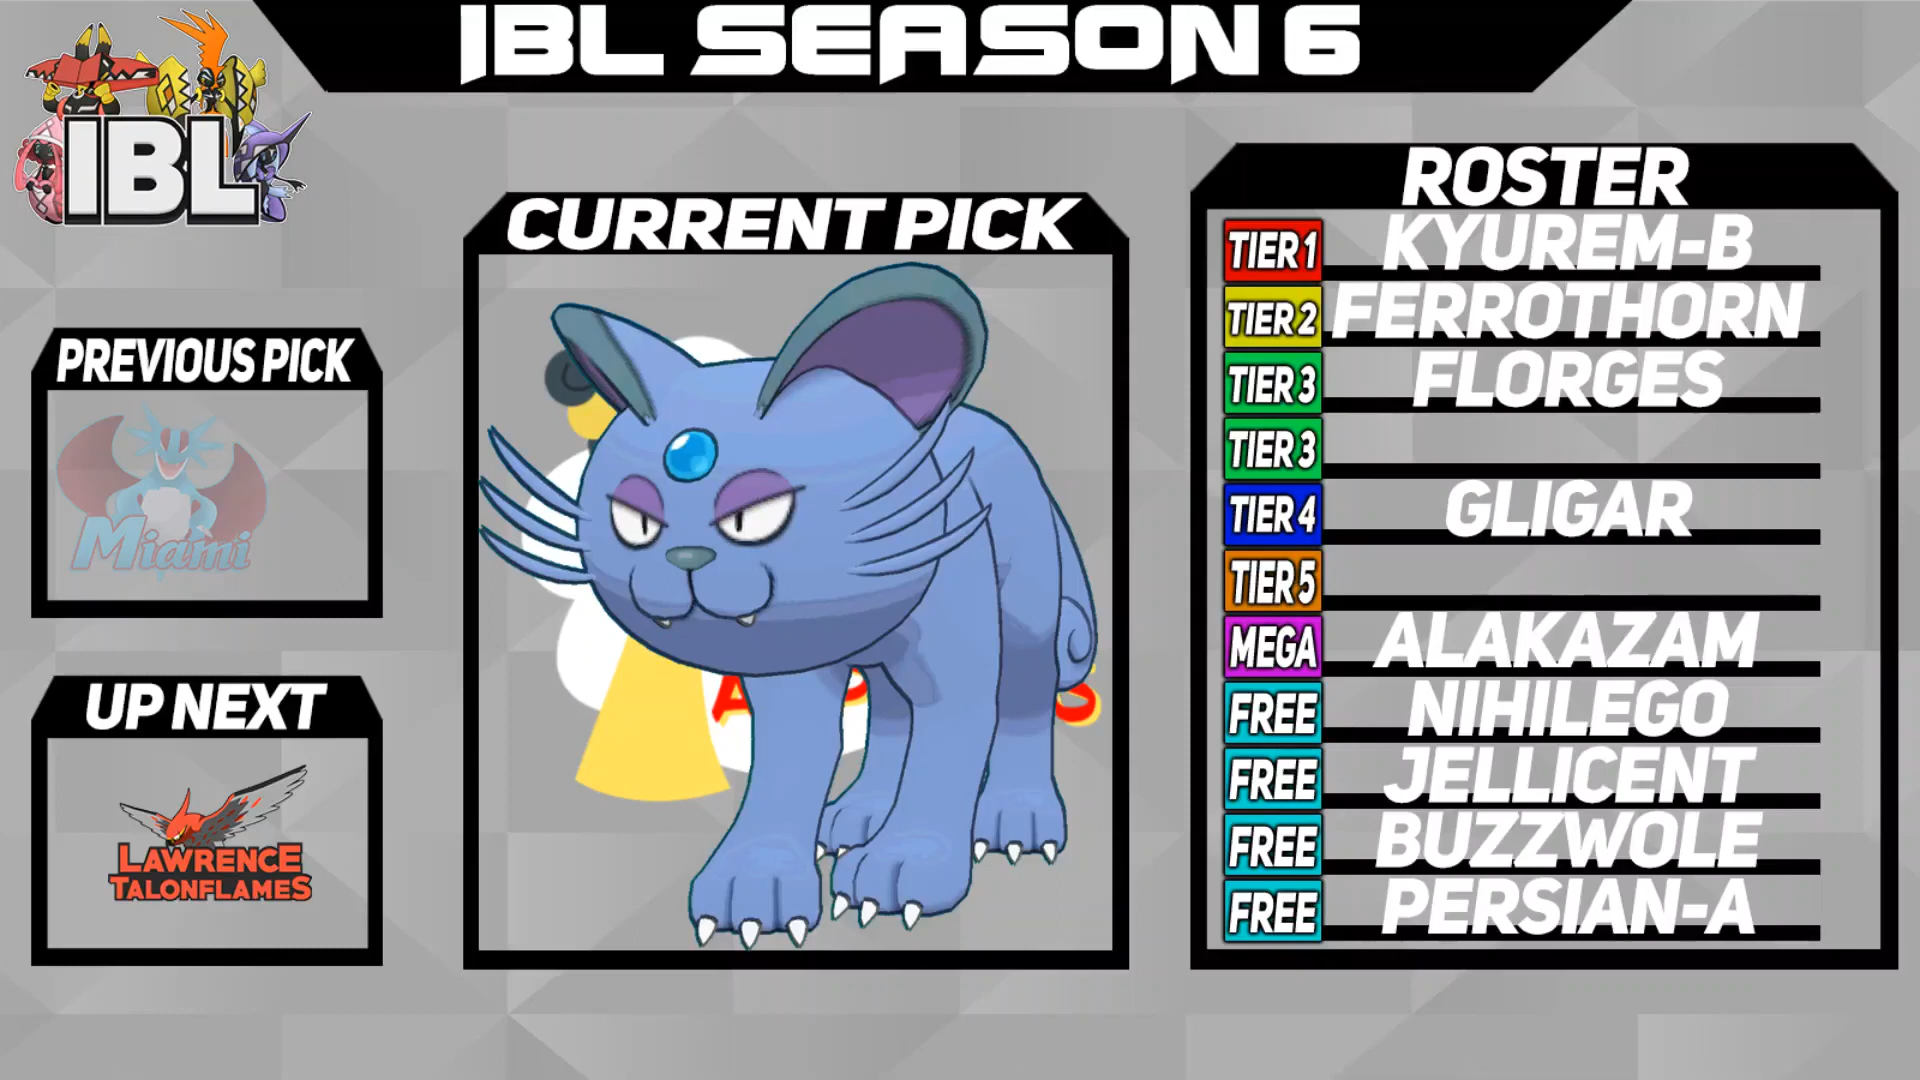 IBL SEASON 6
IBL
PREVIOUS PICK
Miami
UP NEXT
LAWRENCE
TALONFLAMES
CURRENT PICK
ROSTER
TIER 1 KYUREM-B
TIER 2 FERROTHORN
TIER 3 FLORGES
TIER 3
TIER 4 GLIGAR
TIER 5
MEGA ALAKAZAM
FREE NIHILEGO
FREE JELLICENT
FREE BUZZWOLE
FREE PERSIAN-A